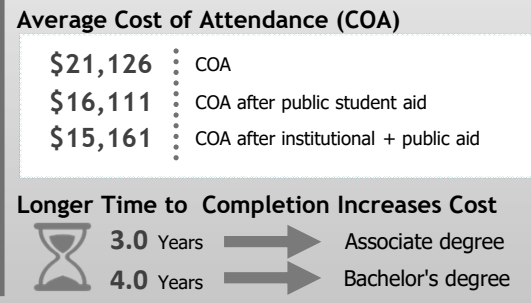 Average Cost of Attendance (COA)
$21,126 COA
$16,111 COA after public student aid
$15,161 COA after institutional + public aid
Longer Time to Completion Increases Cost
3.0 Years Associate degree
4.0 Years Bachelor's degree